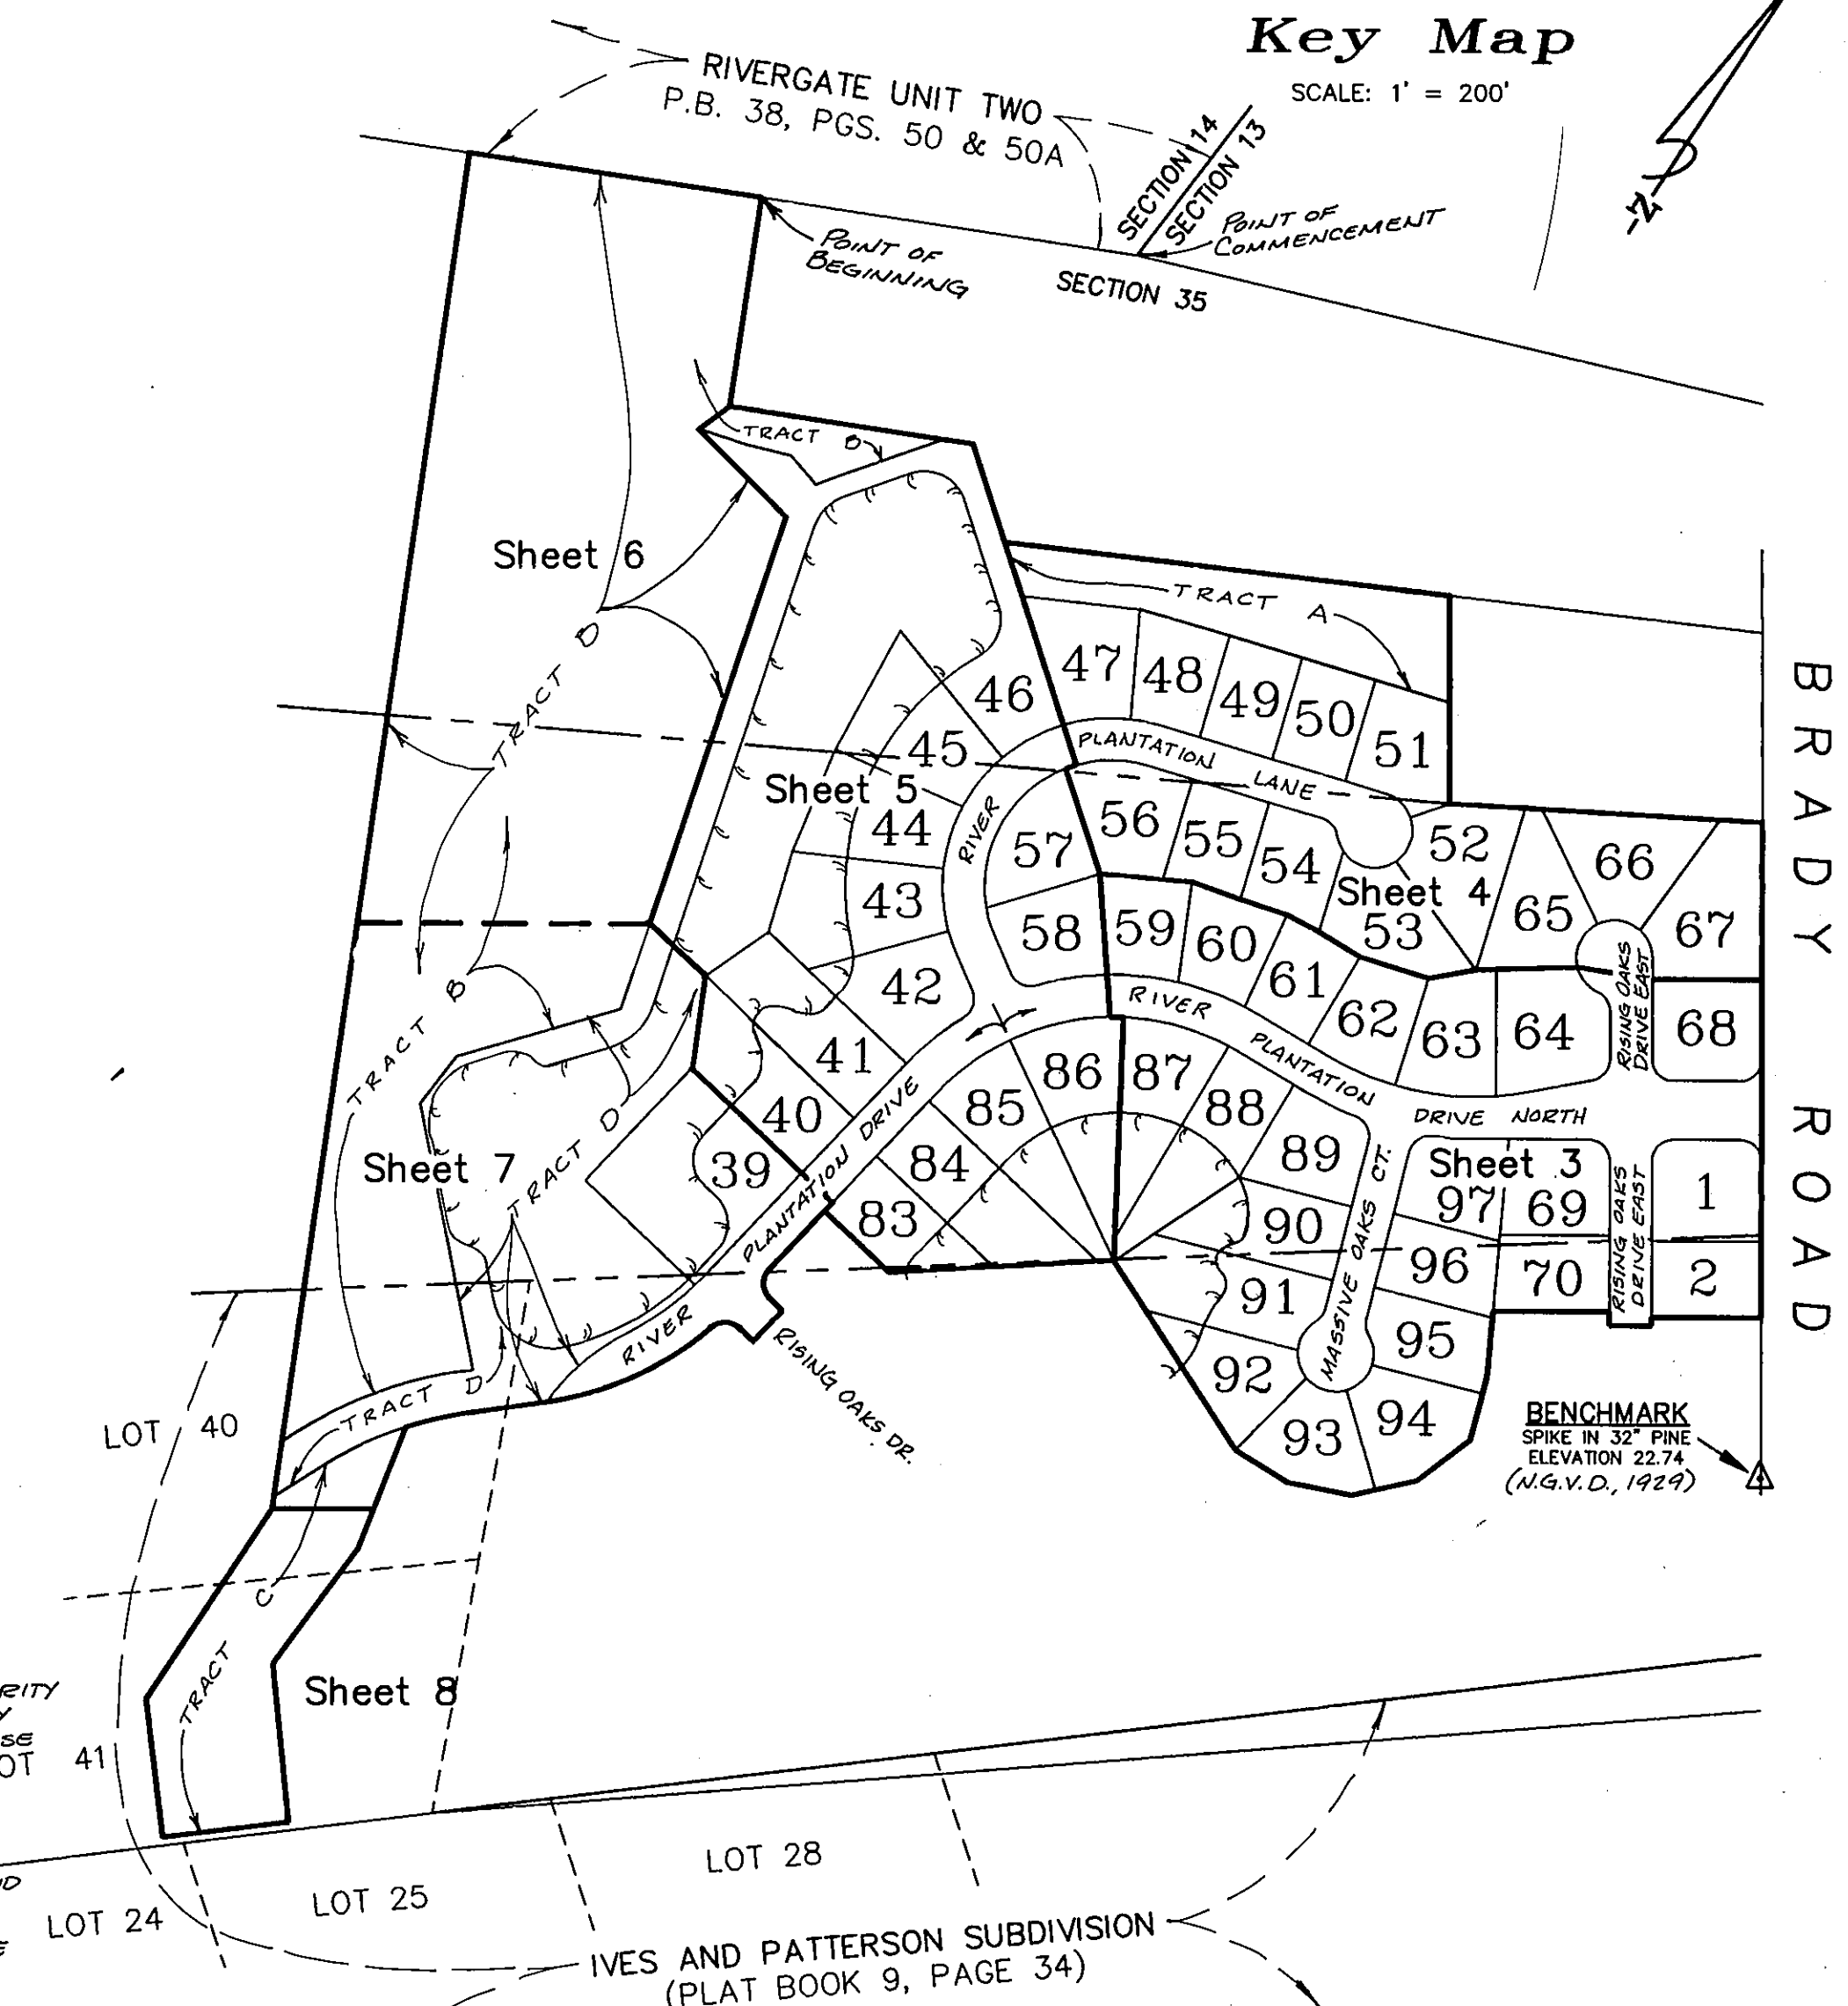 Key Map
SCALE: 1' = 200'
RIVERGATE UNIT TWO
P.B. 38, PGS. 50 & 50A
SECTION 14
SECTION 13
POINT OF
COMMENCEMENT
POINT OF
BEGINNING
SECTION 35
N
TRACT B
Sheet 6
TRACT D
TRACT A
47
48
49
50
51
46
45
PLANTATION LANE
Sheet 5
44
43
42
41
40
39
RIVER
57
56
55
54
52
Sheet 4
53
65
66
67
58
59
60
61
62
63
64
RISING OAKS
DRIVE EAST
68
BRADY ROAD
RIVER PLANTATION DRIVE NORTH
TRACT B
86
87
88
89
85
84
83
90
91
92
93
94
95
96
97
MASSIVE OAKS CT.
Sheet 3
69
70
RISING OAKS
DRIVE EAST
1
2
Sheet 7
TRACT D
RIVER PLANTATION DRIVE
RISING OAKS DR.
TRACT D
LOT 40
BENCHMARK
SPIKE IN 32" PINE
ELEVATION 22.74
(N.G.V.D., 1929)
TRACT C
Sheet 8
41
LOT 24
LOT 25
LOT 28
IVES AND PATTERSON SUBDIVISION
(PLAT BOOK 9, PAGE 34)